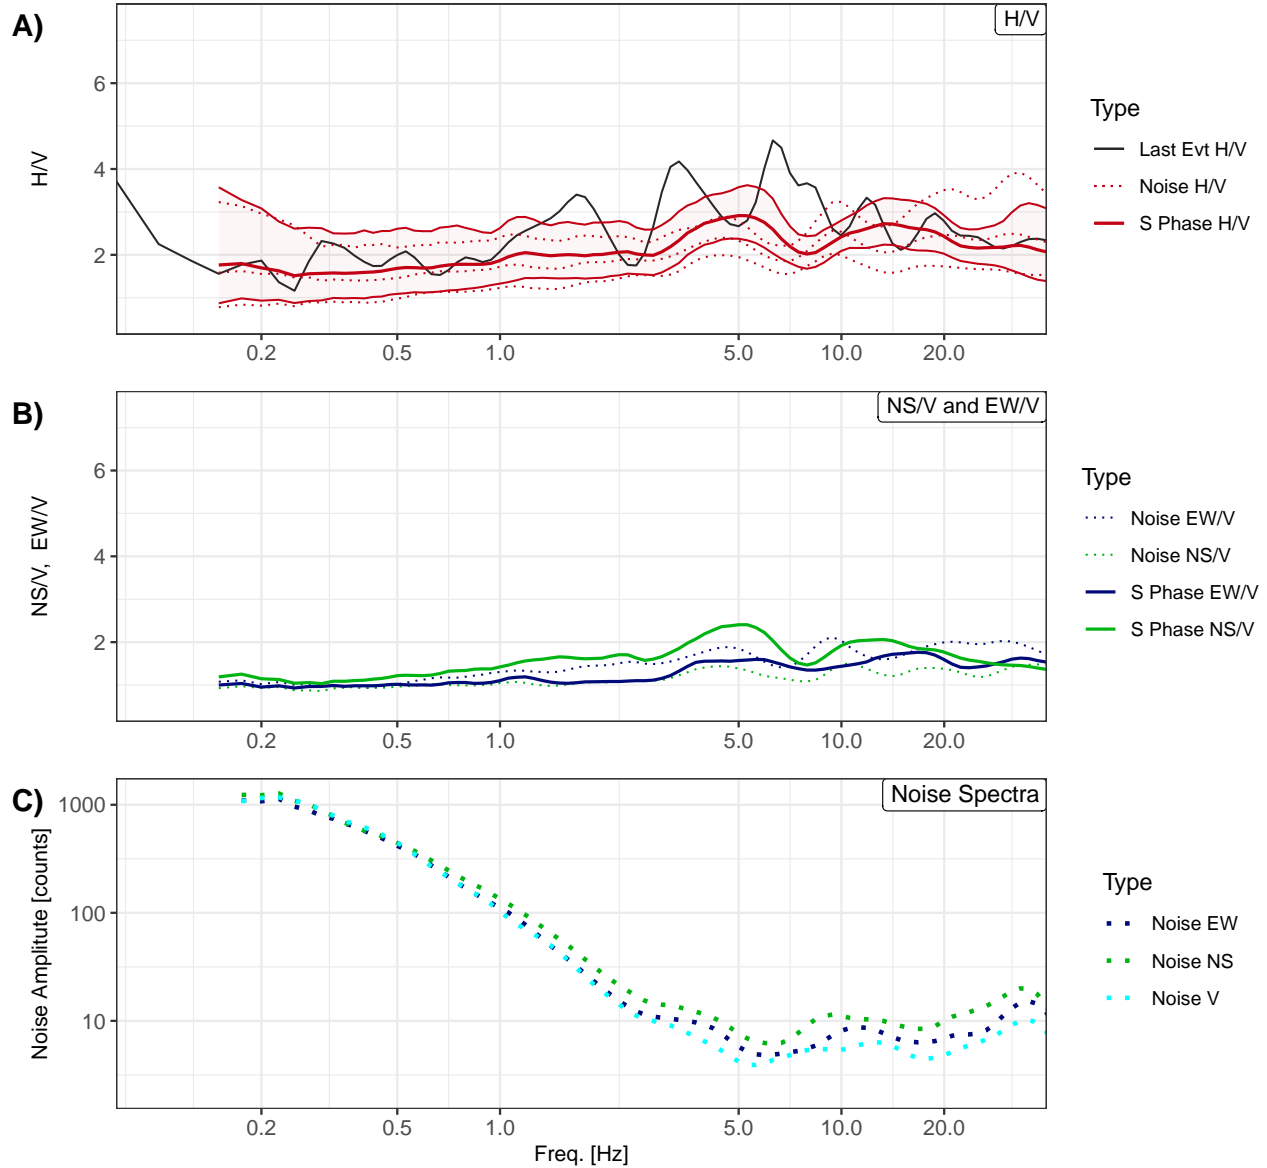 A)
H/V
6
4
2
H/V
0.2 0.5 1.0 5.0 10.0 20.0
Type
Last Evt H/V
Noise H/V
S Phase H/V
B)
NS/V and EW/V
6
4
2
NS/V, EW/V
0.2 0.5 1.0 5.0 10.0 20.0
Type
Noise EW/V
Noise NS/V
S Phase EW/V
S Phase NS/V
C)
Noise Spectra
1000
100
10
Noise Amplitute [counts]
0.2 0.5 1.0 5.0 10.0 20.0
Freq. [Hz]
Type
Noise EW
Noise NS
Noise V